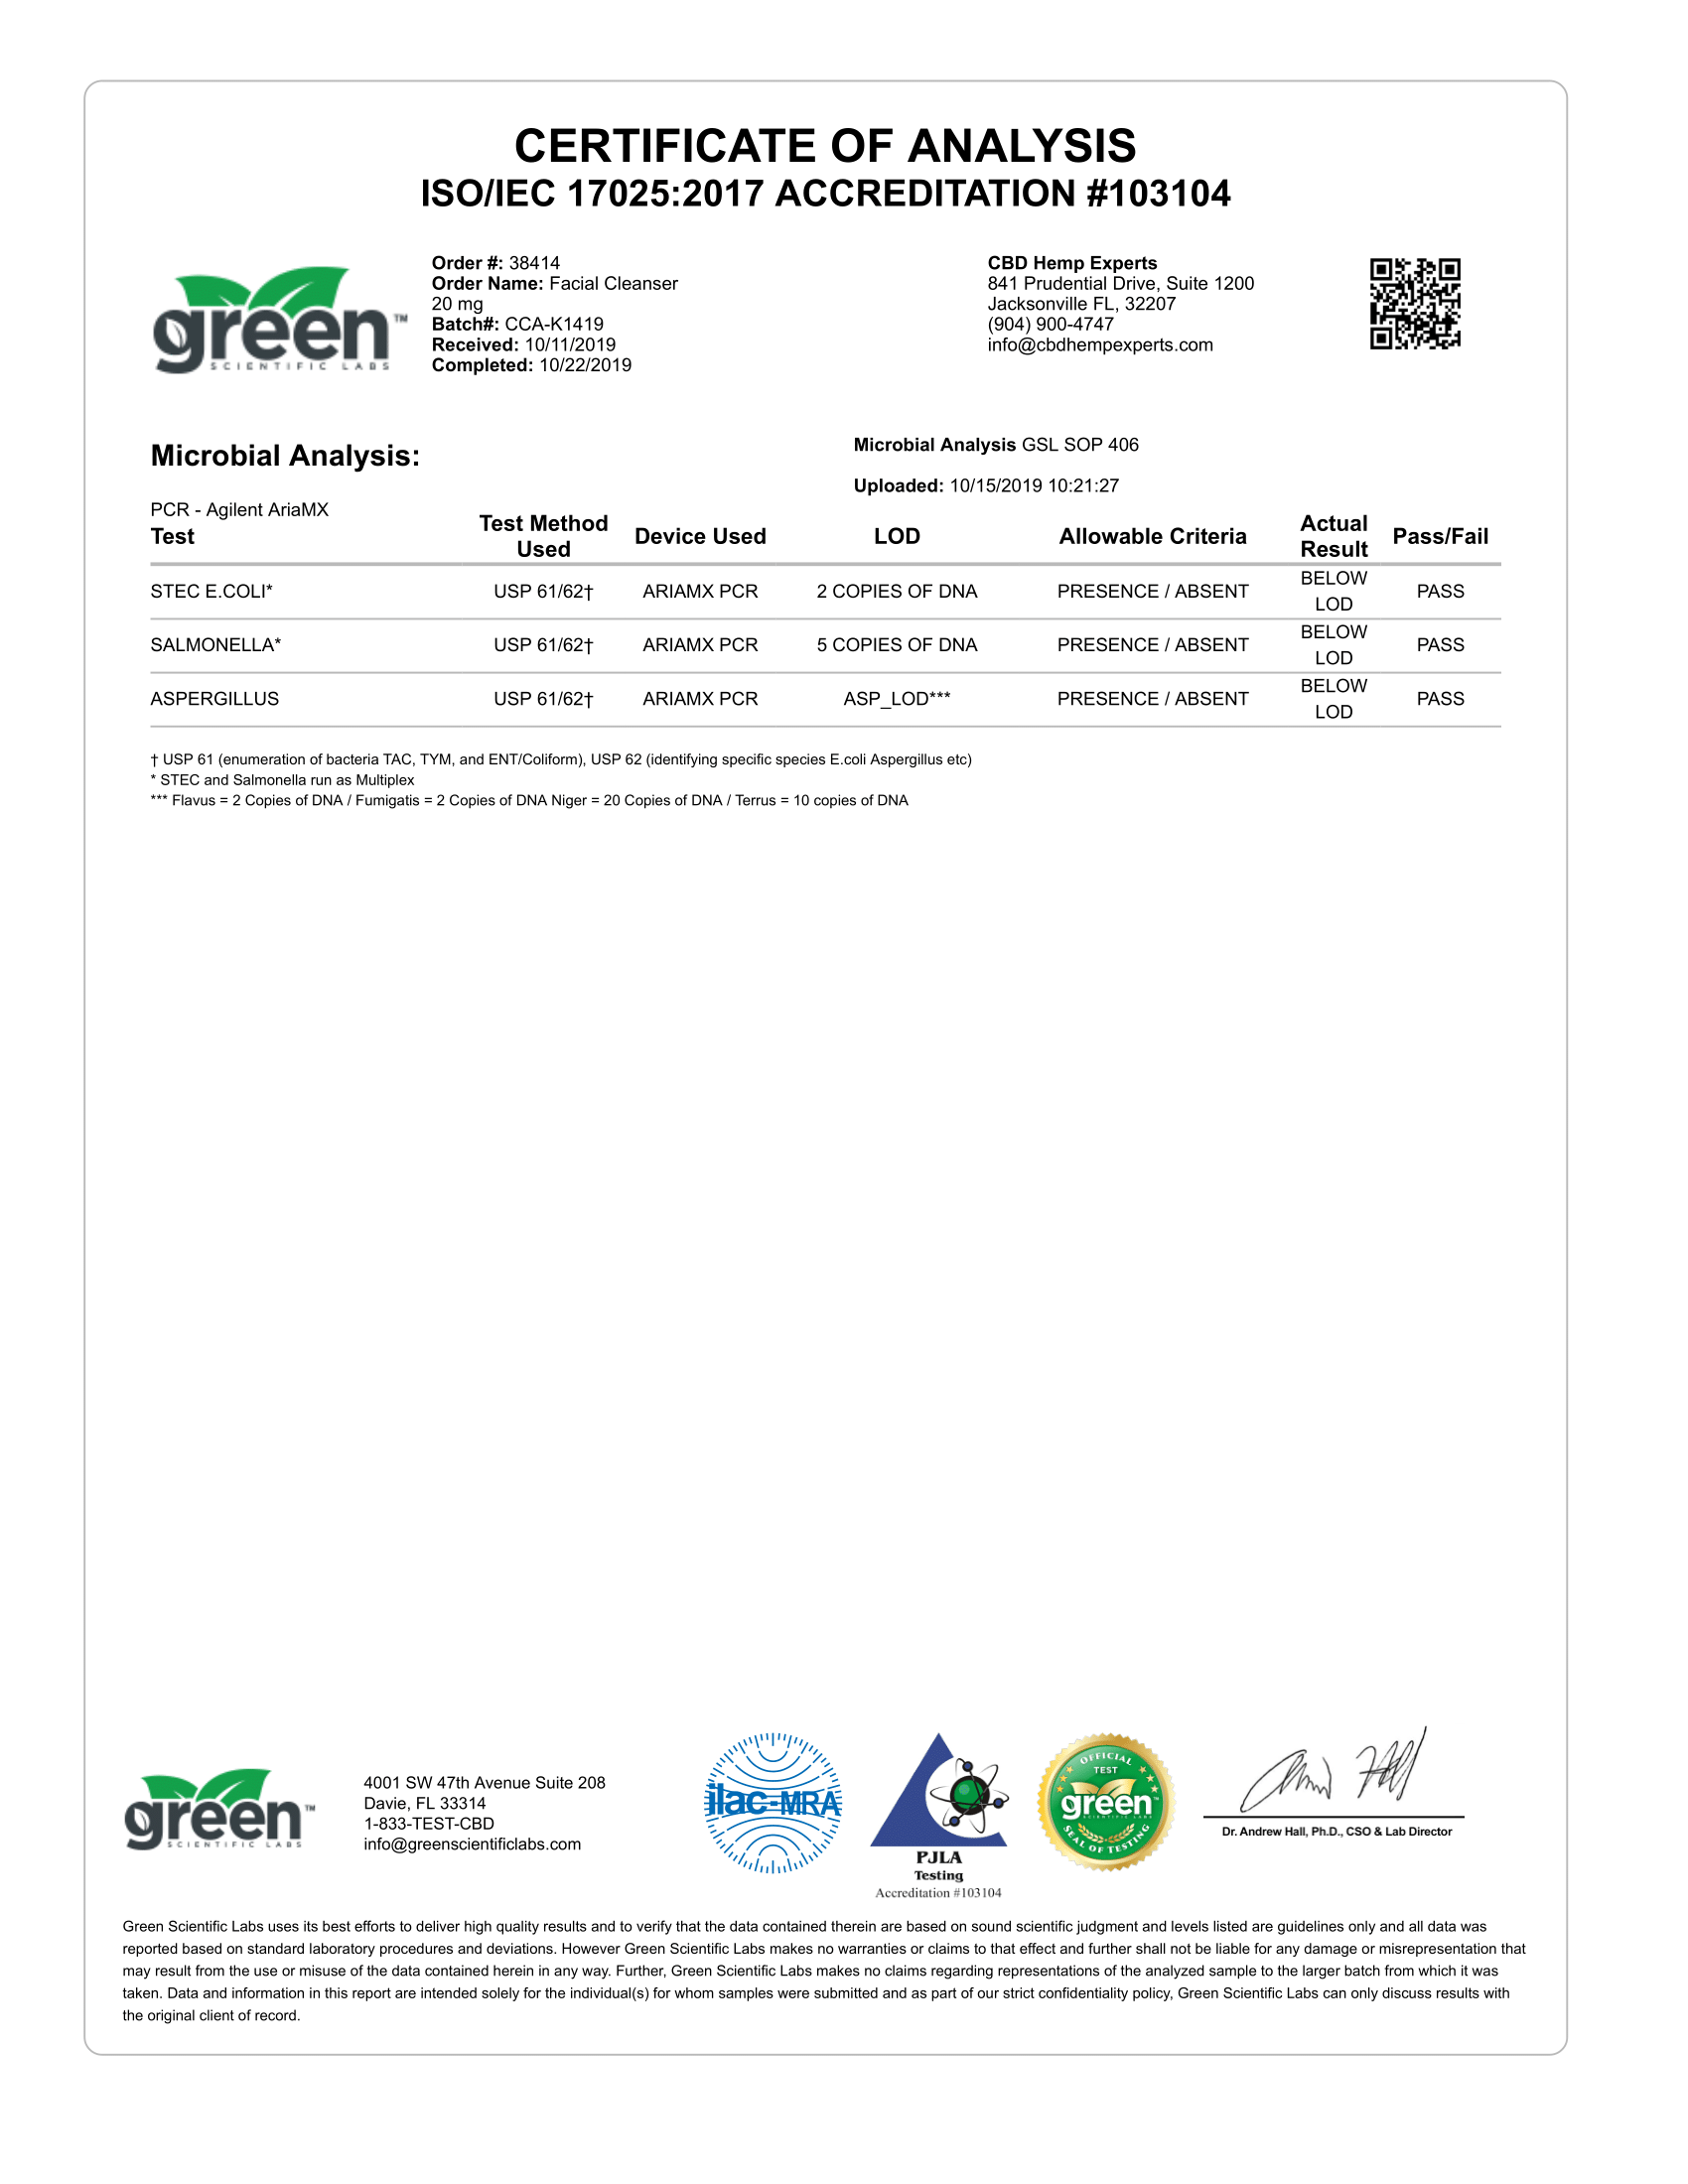 CERTIFICATE OF ANALYSIS
ISO/IEC 17025:2017 ACCREDITATION #103104
green™
SCIENTIFIC LABS
Order #: 38414
Order Name: Facial Cleanser
20 mg
Batch#: CCA-K1419
Received: 10/11/2019
Completed: 10/22/2019
CBD Hemp Experts
841 Prudential Drive, Suite 1200
Jacksonville FL, 32207
(904) 900-4747
info@cbdhempexperts.com
Microbial Analysis:
Microbial Analysis GSL SOP 406
Uploaded: 10/15/2019 10:21:27
PCR - Agilent AriaMX
Test Test Method Used Device Used LOD Allowable Criteria Actual Result Pass/Fail
STEC E.COLI* USP 61/62† ARIAMX PCR 2 COPIES OF DNA PRESENCE / ABSENT BELOW LOD PASS
SALMONELLA* USP 61/62† ARIAMX PCR 5 COPIES OF DNA PRESENCE / ABSENT BELOW LOD PASS
ASPERGILLUS USP 61/62† ARIAMX PCR ASP_LOD*** PRESENCE / ABSENT BELOW LOD PASS
† USP 61 (enumeration of bacteria TAC, TYM, and ENT/Coliform), USP 62 (identifying specific species E.coli Aspergillus etc)
* STEC and Salmonella run as Multiplex
*** Flavus = 2 Copies of DNA / Fumigatis = 2 Copies of DNA Niger = 20 Copies of DNA / Terrus = 10 copies of DNA
green™
SCIENTIFIC LABS
4001 SW 47th Avenue Suite 208
Davie, FL 33314
1-833-TEST-CBD
info@greenscientificlabs.com
ilac-MRA
PJLA
Testing
Accreditation #103104
OFFICIAL
TEST
green™
SCIENTIFIC LABS
SEAL OF TESTING
Dr. Andrew Hall, Ph.D., CSO & Lab Director
Green Scientific Labs uses its best efforts to deliver high quality results and to verify that the data contained therein are based on sound scientific judgment and levels listed are guidelines only and all data was
reported based on standard laboratory procedures and deviations. However Green Scientific Labs makes no warranties or claims to that effect and further shall not be liable for any damage or misrepresentation that
may result from the use or misuse of the data contained herein in any way. Further, Green Scientific Labs makes no claims regarding representations of the analyzed sample to the larger batch from which it was
taken. Data and information in this report are intended solely for the individual(s) for whom samples were submitted and as part of our strict confidentiality policy, Green Scientific Labs can only discuss results with
the original client of record.